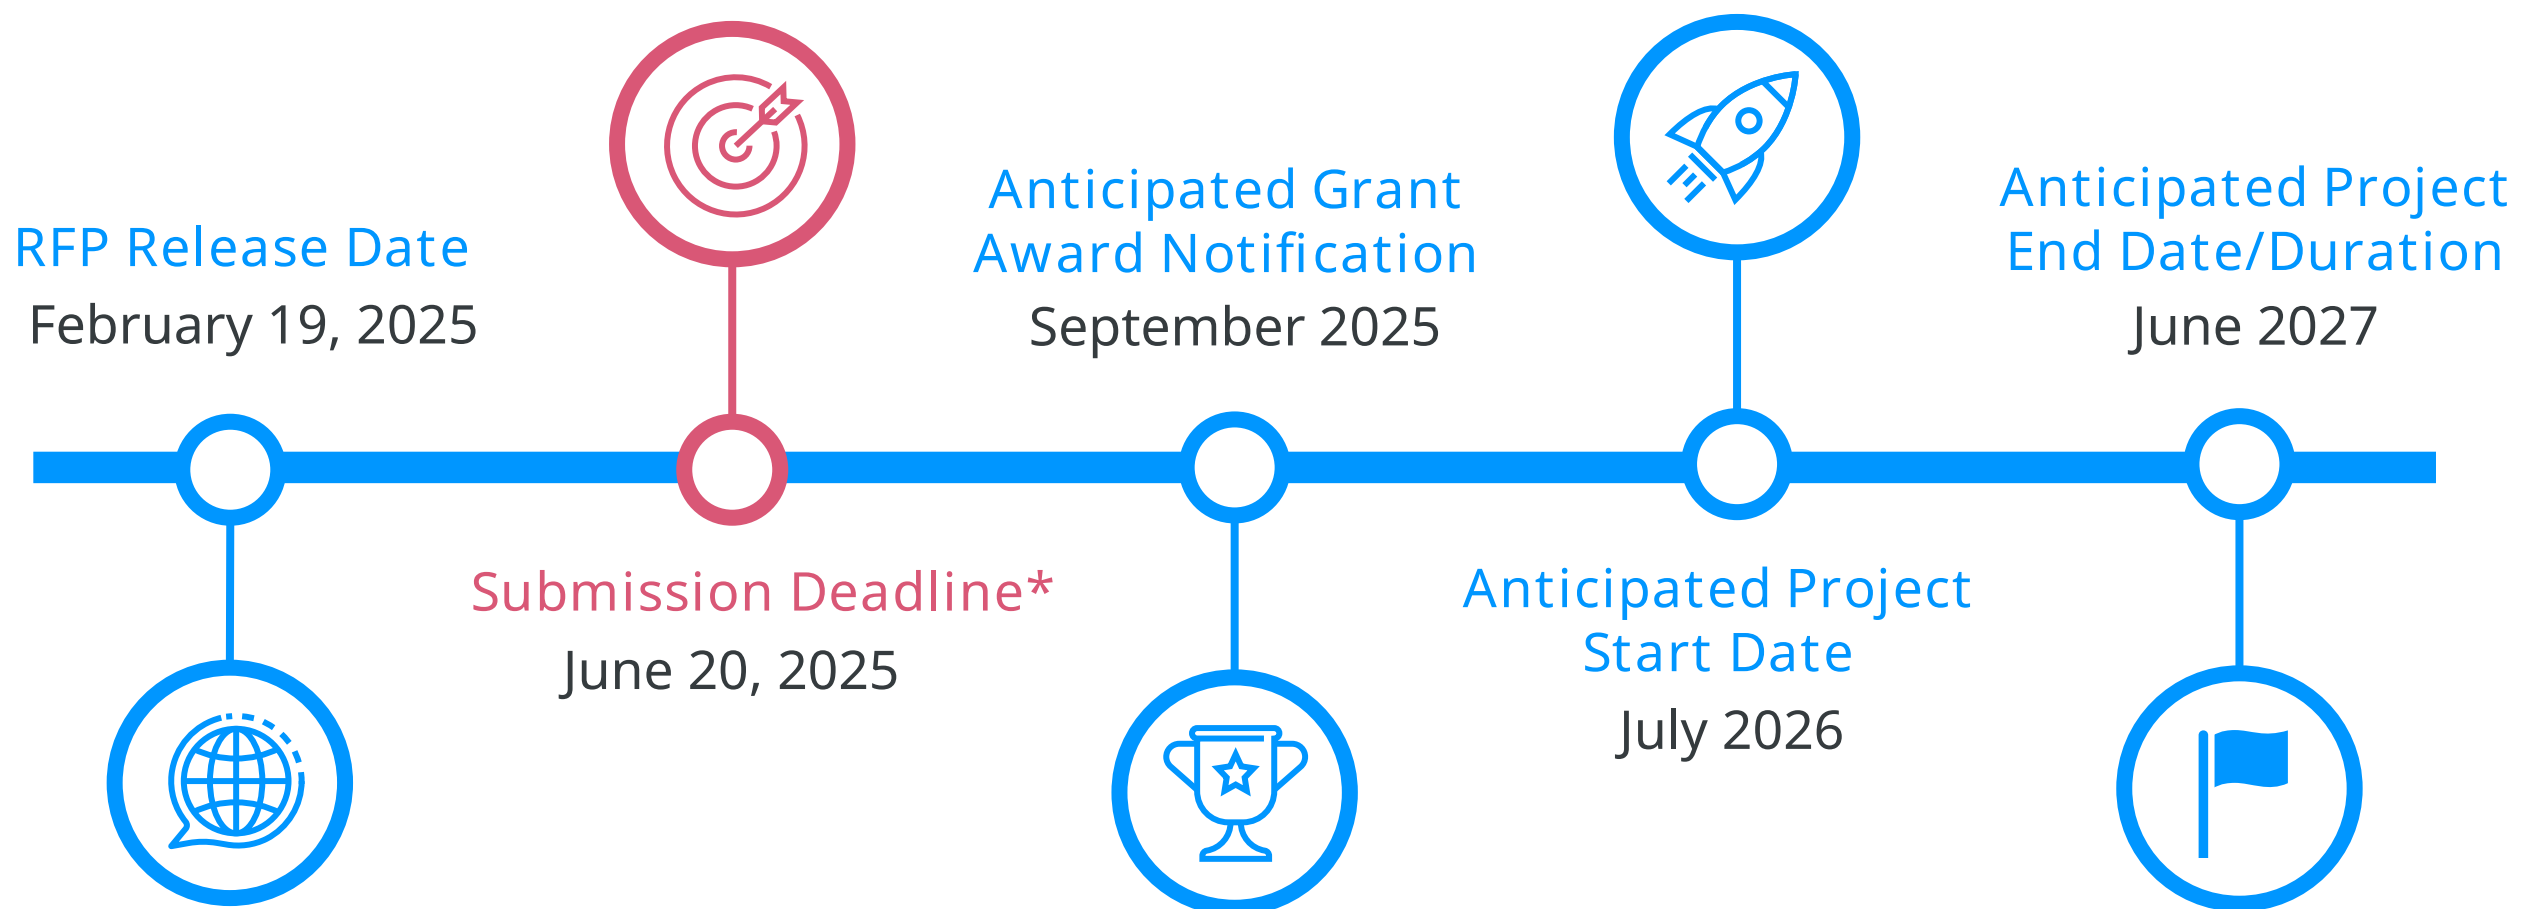 RFP Release Date
February 19, 2025
Submission Deadline*
June 20, 2025
Anticipated Grant
Award Notification
September 2025
Anticipated Project
Start Date
July 2026
Anticipated Project
End Date/Duration
June 2027